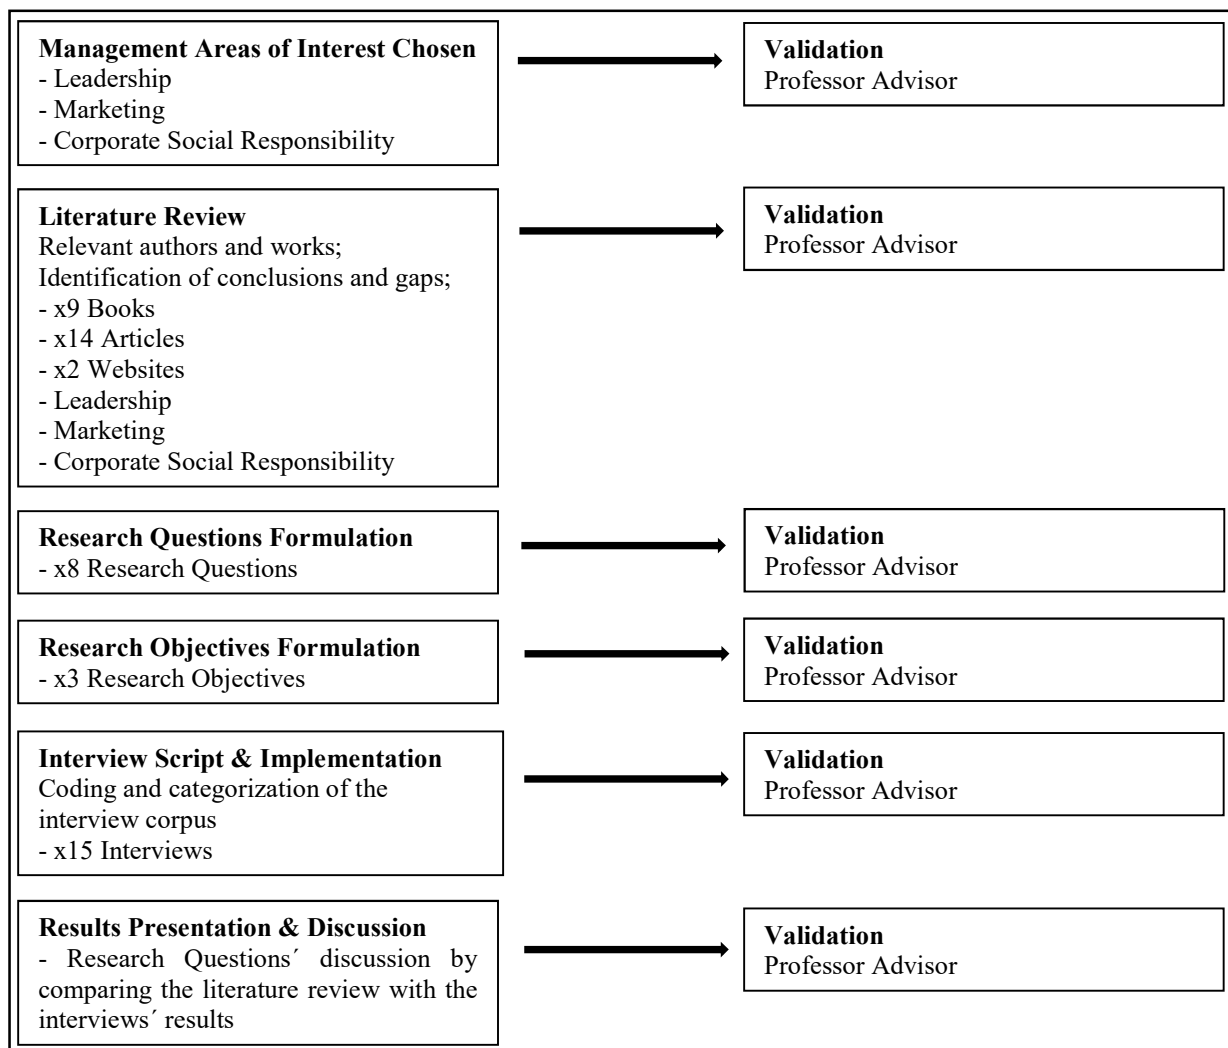 Management Areas of Interest Chosen
- Leadership
- Marketing
- Corporate Social Responsibility
Validation
Professor Advisor
Literature Review
Relevant authors and works;
Identification of conclusions and gaps;
- x9 Books
- x14 Articles
- x2 Websites
- Leadership
- Marketing
- Corporate Social Responsibility
Validation
Professor Advisor
Research Questions Formulation
- x8 Research Questions
Validation
Professor Advisor
Research Objectives Formulation
- x3 Research Objectives
Validation
Professor Advisor
Interview Script & Implementation
Coding and categorization of the
interview corpus
- x15 Interviews
Validation
Professor Advisor
Results Presentation & Discussion
- Research Questions´ discussion by
comparing the literature review with the
interviews´ results
Validation
Professor Advisor